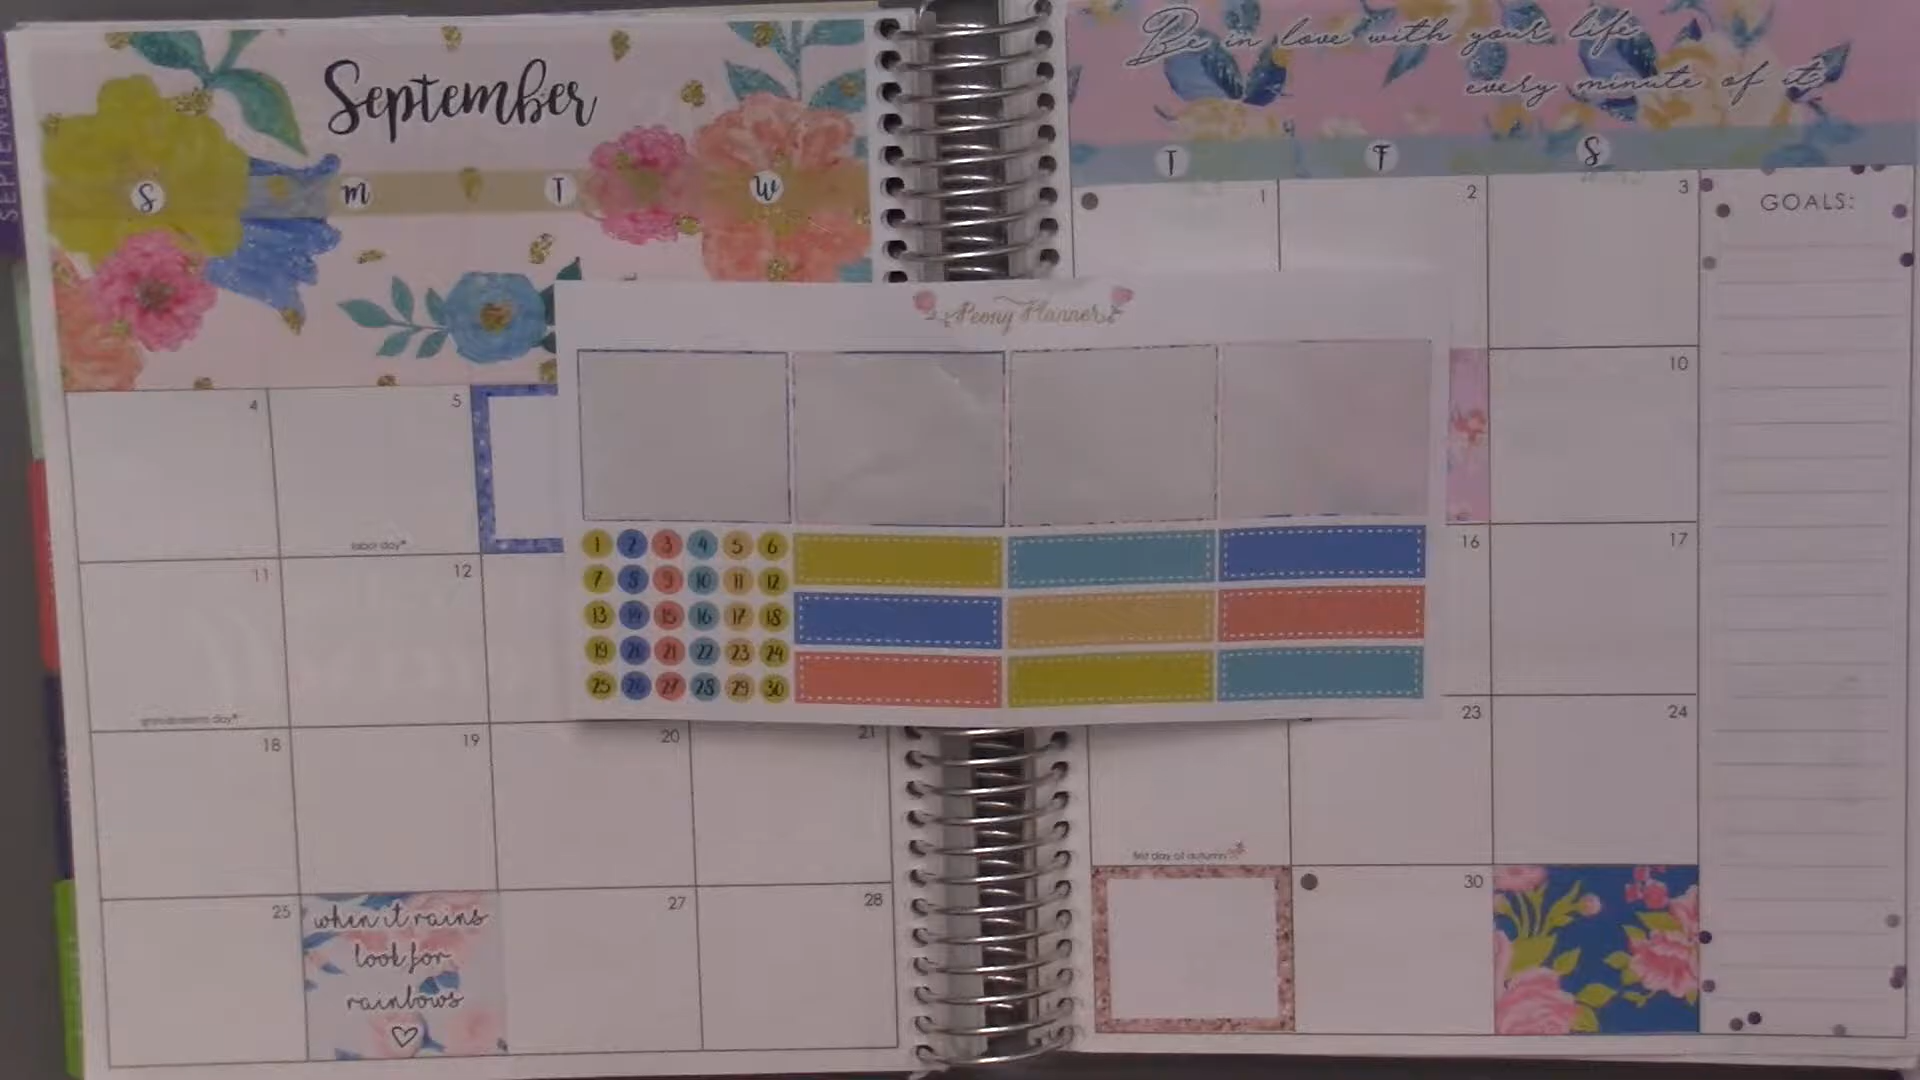 September
SEPTEMBER
S M T W
Be in love with your life
every minute of it
T F S
1 2 3
GOALS:
Peony Planner
4 5
labor day*
10
11 12
grandparents day*
16 17
1 2 3 4 5 6
7 8 9 10 11 12
13 14 15 16 17 18
19 20 21 22 23 24
25 26 27 28 29 30
18 19 20 21
23 24
first day of autumn
25 27 28
when it rains
look for
rainbows
30